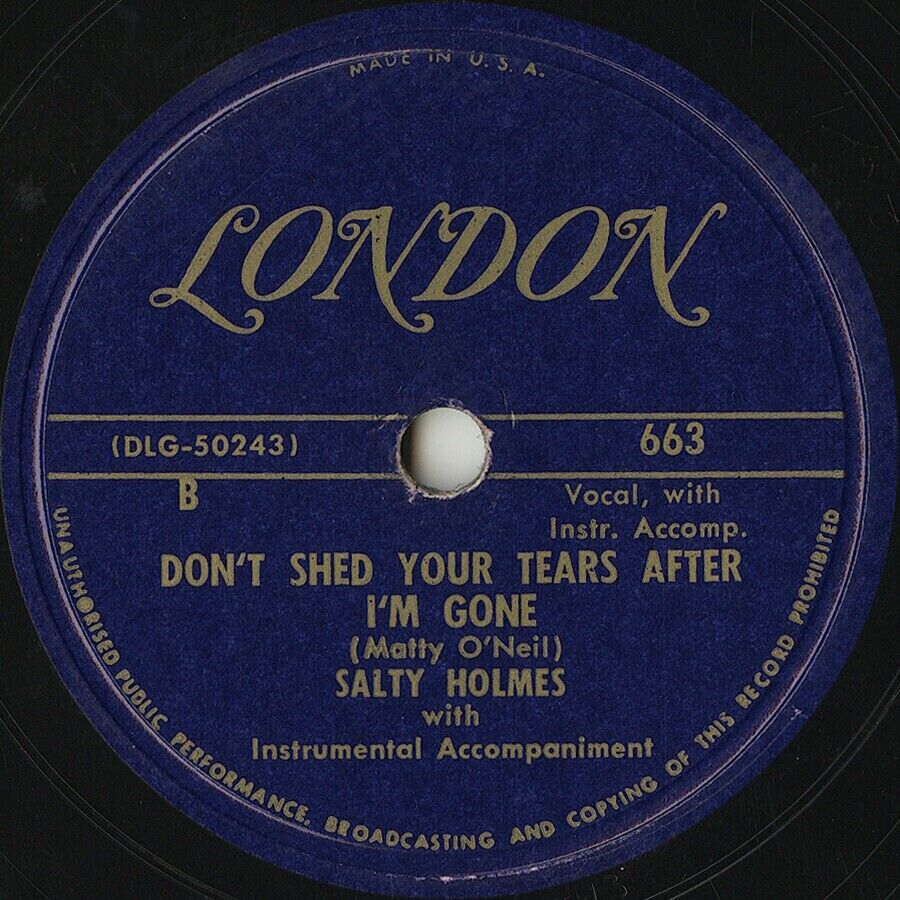 MADE IN U. S. A.
LONDON
(DLG-50243)
663
B
Vocal, with
Instr. Accomp.
DON'T SHED YOUR TEARS AFTER
I'M GONE
(Matty O'Neil)
SALTY HOLMES
with
Instrumental Accompaniment
UNAUTHORISED PUBLIC PERFORMANCE, BROADCASTING AND COPYING OF THIS RECORD PROHIBITED